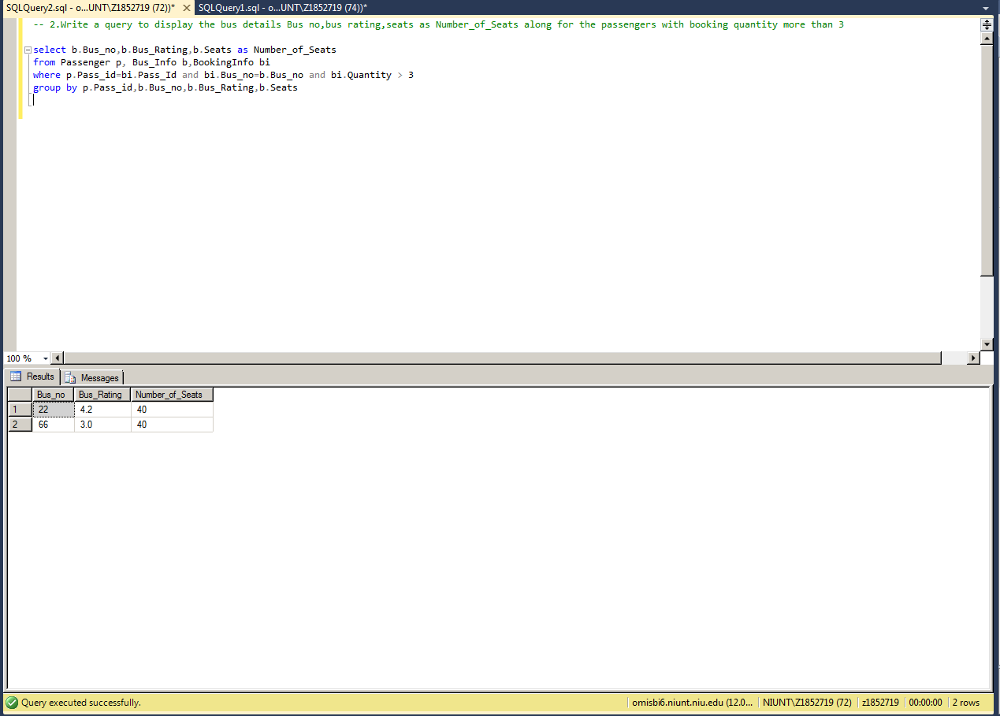 SQLQuery2.sql - o...UNT\Z1852719 (72))* SQLQuery1.sql - o...UNT\Z1852719 (74))*
-- 2.Write a query to display the bus details Bus no,bus rating,seats as Number_of_Seats along for the passengers with booking quantity more than 3
select b.Bus_no,b.Bus_Rating,b.Seats as Number_of_Seats
from Passenger p, Bus_Info b,BookingInfo bi
where p.Pass_id=bi.Pass_Id and bi.Bus_no=b.Bus_no and bi.Quantity > 3
group by p.Pass_id,b.Bus_no,b.Bus_Rating,b.Seats
100 %
Results Messages
Bus_no Bus_Rating Number_of_Seats
1 22 4.2 40
2 66 3.0 40
Query executed successfully. omisbi6.niunt.niu.edu (12.0... NIUNT\Z1852719 (72) z1852719 00:00:00 2 rows